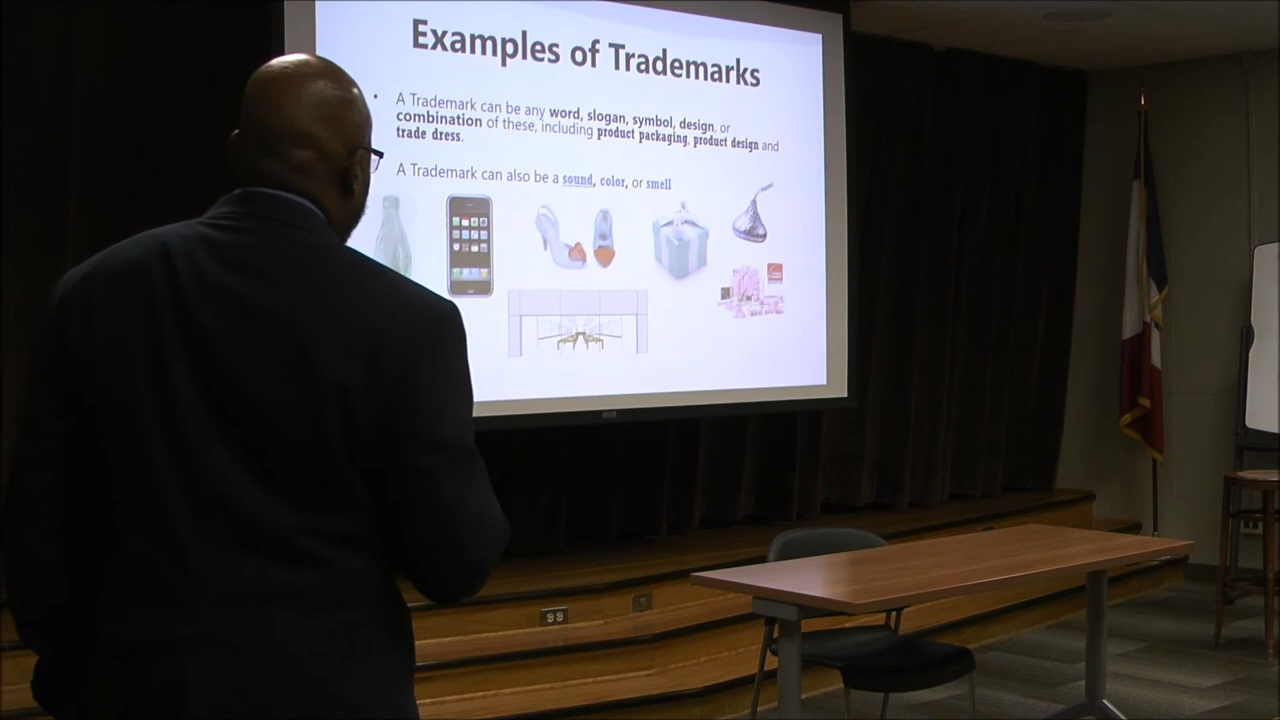 Examples of Trademarks
• A Trademark can be any word, slogan, symbol, design, or
combination of these, including product packaging, product design and
trade dress.
A Trademark can also be a sound, color, or smell